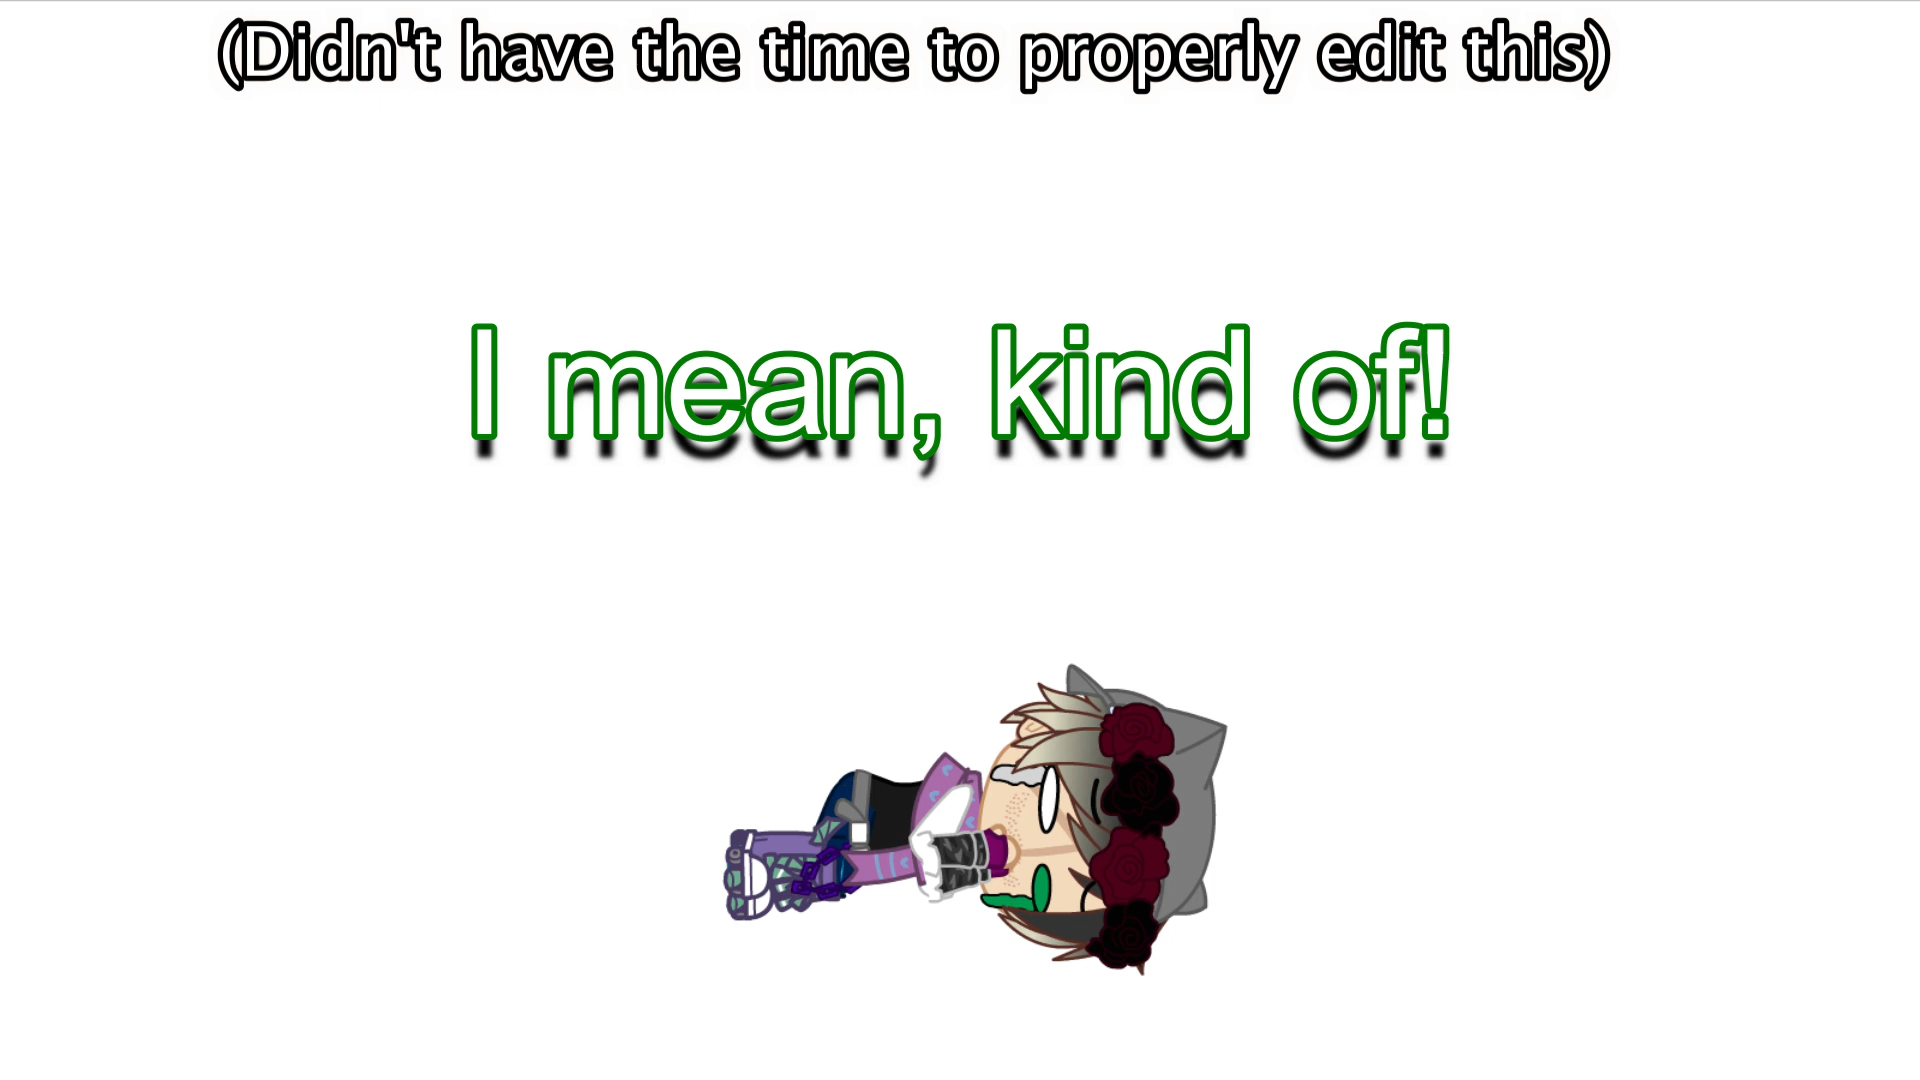 (Didn't have the time to properly edit this)
I mean, kind of!